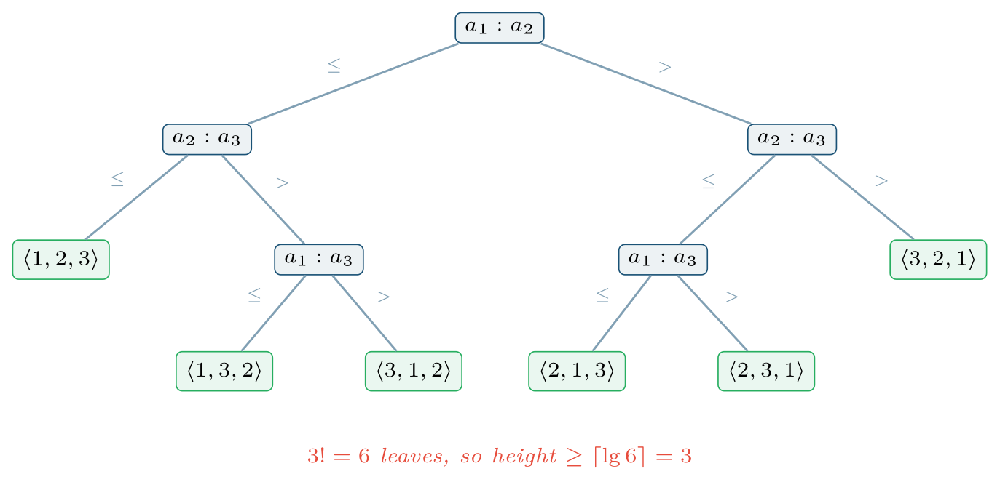 a₁ : a₂
≤ >
a₂ : a₃ a₂ : a₃
≤ > ≤ >
⟨1, 2, 3⟩ a₁ : a₃ a₁ : a₃ ⟨3, 2, 1⟩
≤ > ≤ >
⟨1, 3, 2⟩ ⟨3, 1, 2⟩ ⟨2, 1, 3⟩ ⟨2, 3, 1⟩
3! = 6 leaves, so height ≥ ⌈lg 6⌉ = 3